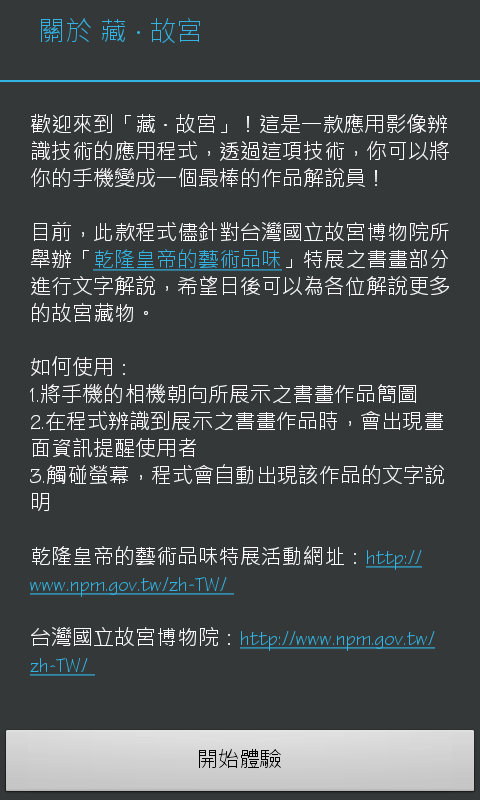 關於 藏．故宮
歡迎來到「藏．故宮」！這是一款應用影像辨
識技術的應用程式，透過這項技術，你可以將
你的手機變成一個最棒的作品解說員！
目前，此款程式儘針對台灣國立故宮博物院所
舉辦「乾隆皇帝的藝術品味」特展之書畫部分
進行文字解說，希望日後可以為各位解說更多
的故宮藏物。
如何使用：
1.將手機的相機朝向所展示之書畫作品簡圖
2.在程式辨識到展示之書畫作品時，會出現畫
面資訊提醒使用者
3.觸碰螢幕，程式會自動出現該作品的文字說
明
乾隆皇帝的藝術品味特展活動網址：http://
www.npm.gov.tw/zh-TW/
台灣國立故宮博物院：http://www.npm.gov.tw/
zh-TW/
開始體驗